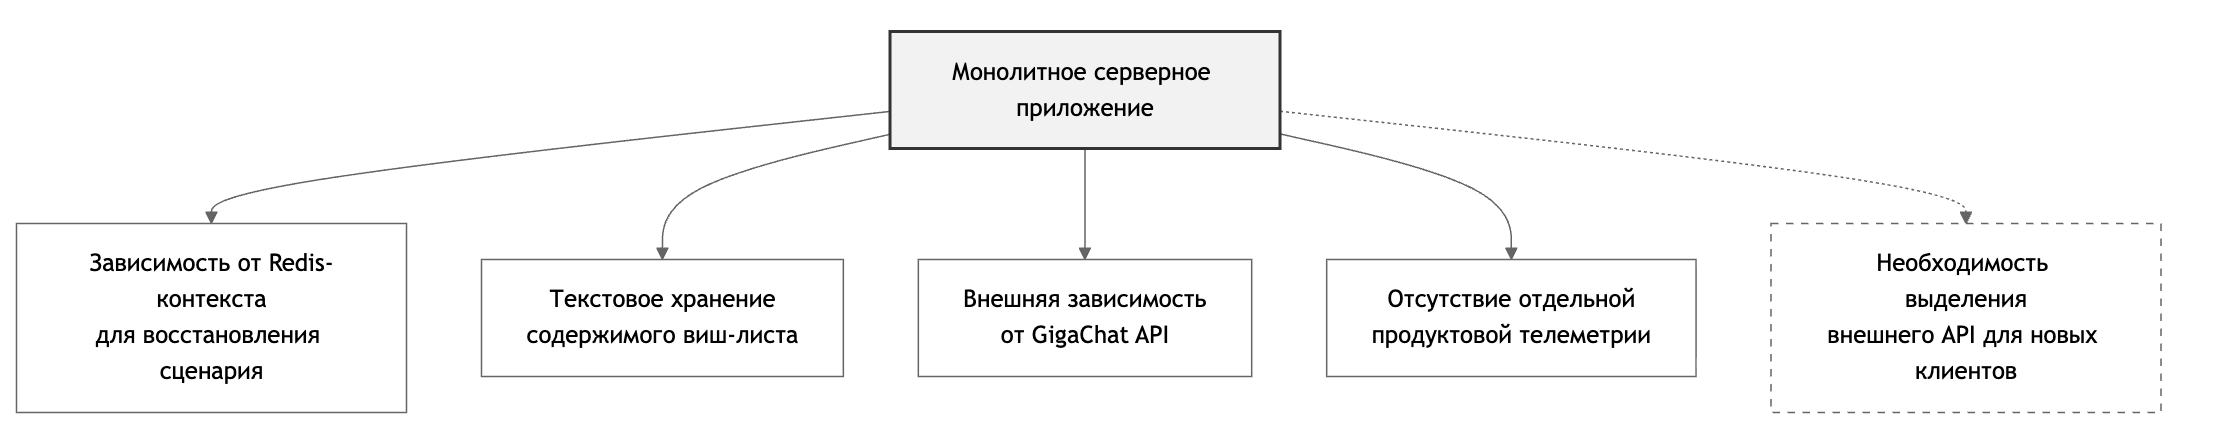 Монолитное серверное
приложение
Зависимость от Redis-
контекста
для восстановления
сценария
Текстовое хранение
содержимого виш-листа
Внешняя зависимость
от GigaChat API
Отсутствие отдельной
продуктовой телеметрии
Необходимость
выделения
внешнего API для новых
клиентов